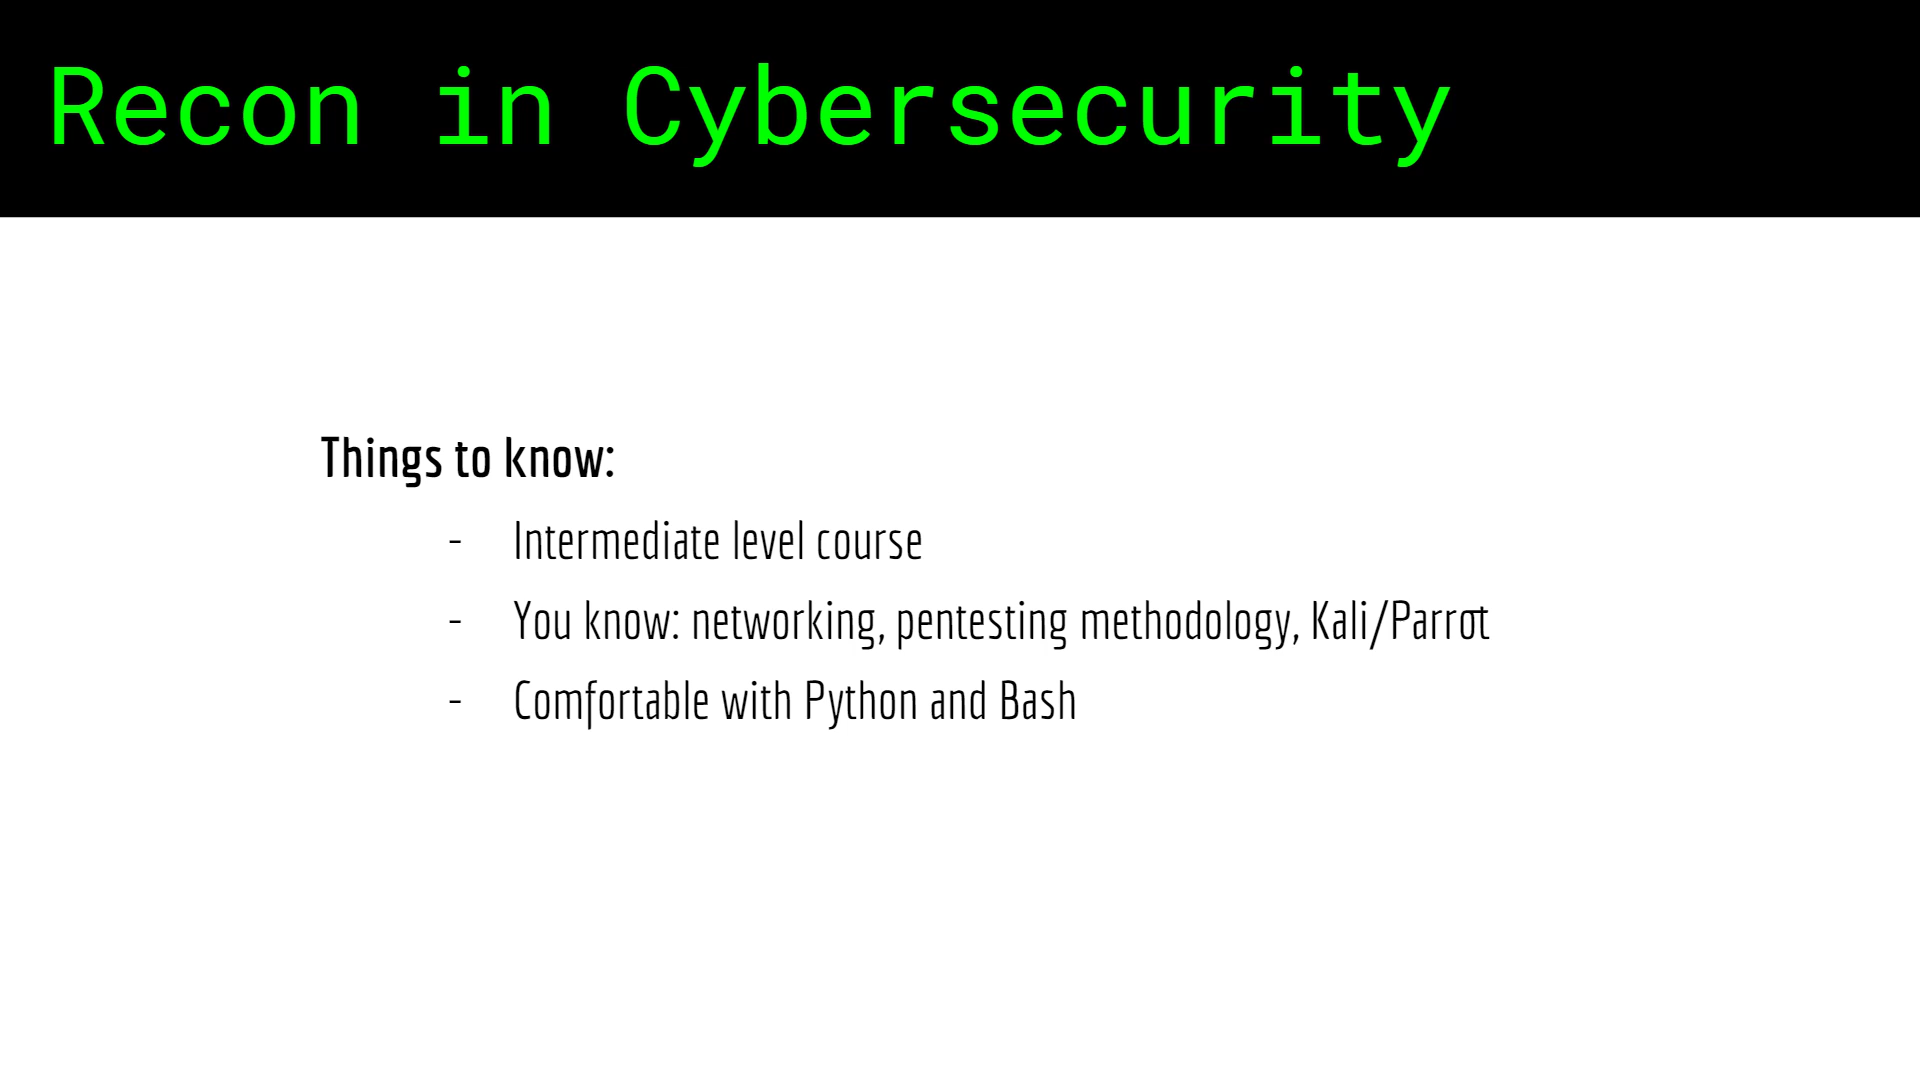 Recon in Cybersecurity
Things to know:
- Intermediate level course
- You know: networking, pentesting methodology, Kali/Parrot
- Comfortable with Python and Bash